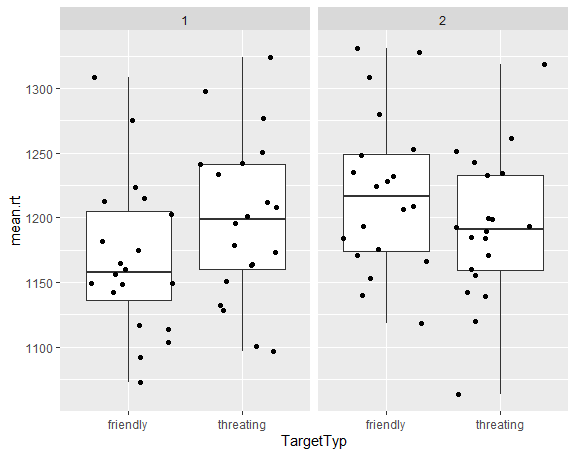 1 2
mean.rt
1300
1250
1200
1150
1100
friendly threating friendly threating
TargetTyp